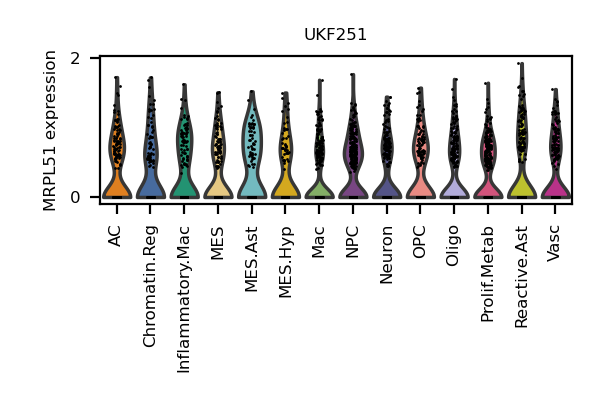 UKF251
MRPL51 expression
2
0
AC
Chromatin.Reg
Inflammatory.Mac
MES
MES.Ast
MES.Hyp
Mac
NPC
Neuron
OPC
Oligo
Prolif.Metab
Reactive.Ast
Vasc